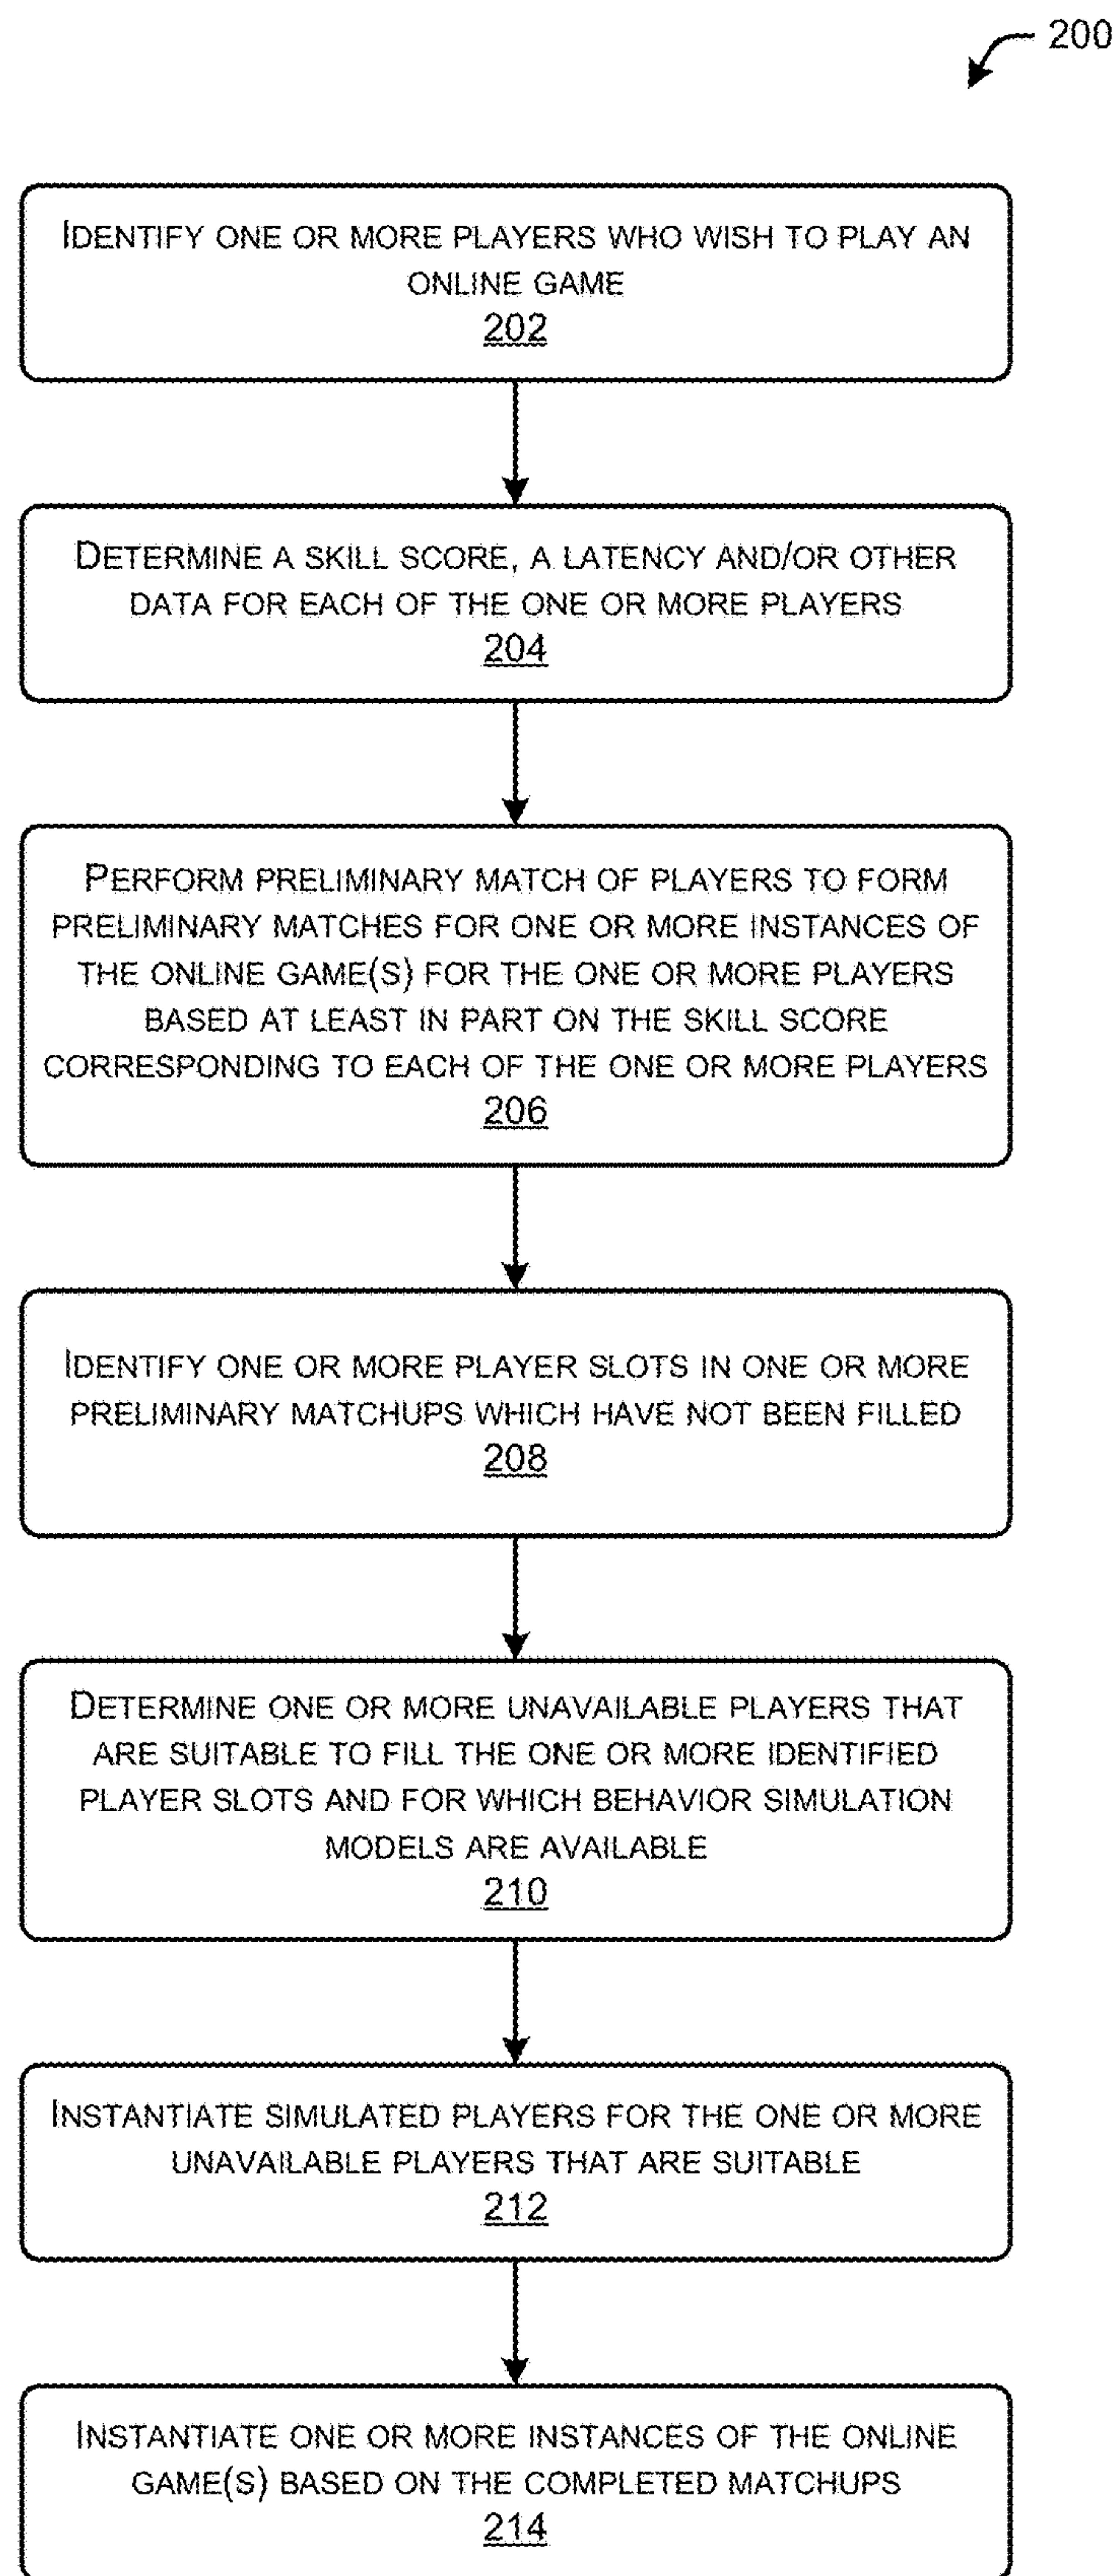 200
IDENTIFY ONE OR MORE PLAYERS WHO WISH TO PLAY AN
ONLINE GAME
202
DETERMINE A SKILL SCORE, A LATENCY AND/OR OTHER
DATA FOR EACH OF THE ONE OR MORE PLAYERS
204
PERFORM PRELIMINARY MATCH OF PLAYERS TO FORM
PRELIMINARY MATCHES FOR ONE OR MORE INSTANCES OF
THE ONLINE GAME(S) FOR THE ONE OR MORE PLAYERS
BASED AT LEAST IN PART ON THE SKILL SCORE
CORRESPONDING TO EACH OF THE ONE OR MORE PLAYERS
206
IDENTIFY ONE OR MORE PLAYER SLOTS IN ONE OR MORE
PRELIMINARY MATCHUPS WHICH HAVE NOT BEEN FILLED
208
DETERMINE ONE OR MORE UNAVAILABLE PLAYERS THAT
ARE SUITABLE TO FILL THE ONE OR MORE IDENTIFIED
PLAYER SLOTS AND FOR WHICH BEHAVIOR SIMULATION
MODELS ARE AVAILABLE
210
INSTANTIATE SIMULATED PLAYERS FOR THE ONE OR MORE
UNAVAILABLE PLAYERS THAT ARE SUITABLE
212
INSTANTIATE ONE OR MORE INSTANCES OF THE ONLINE
GAME(S) BASED ON THE COMPLETED MATCHUPS
214